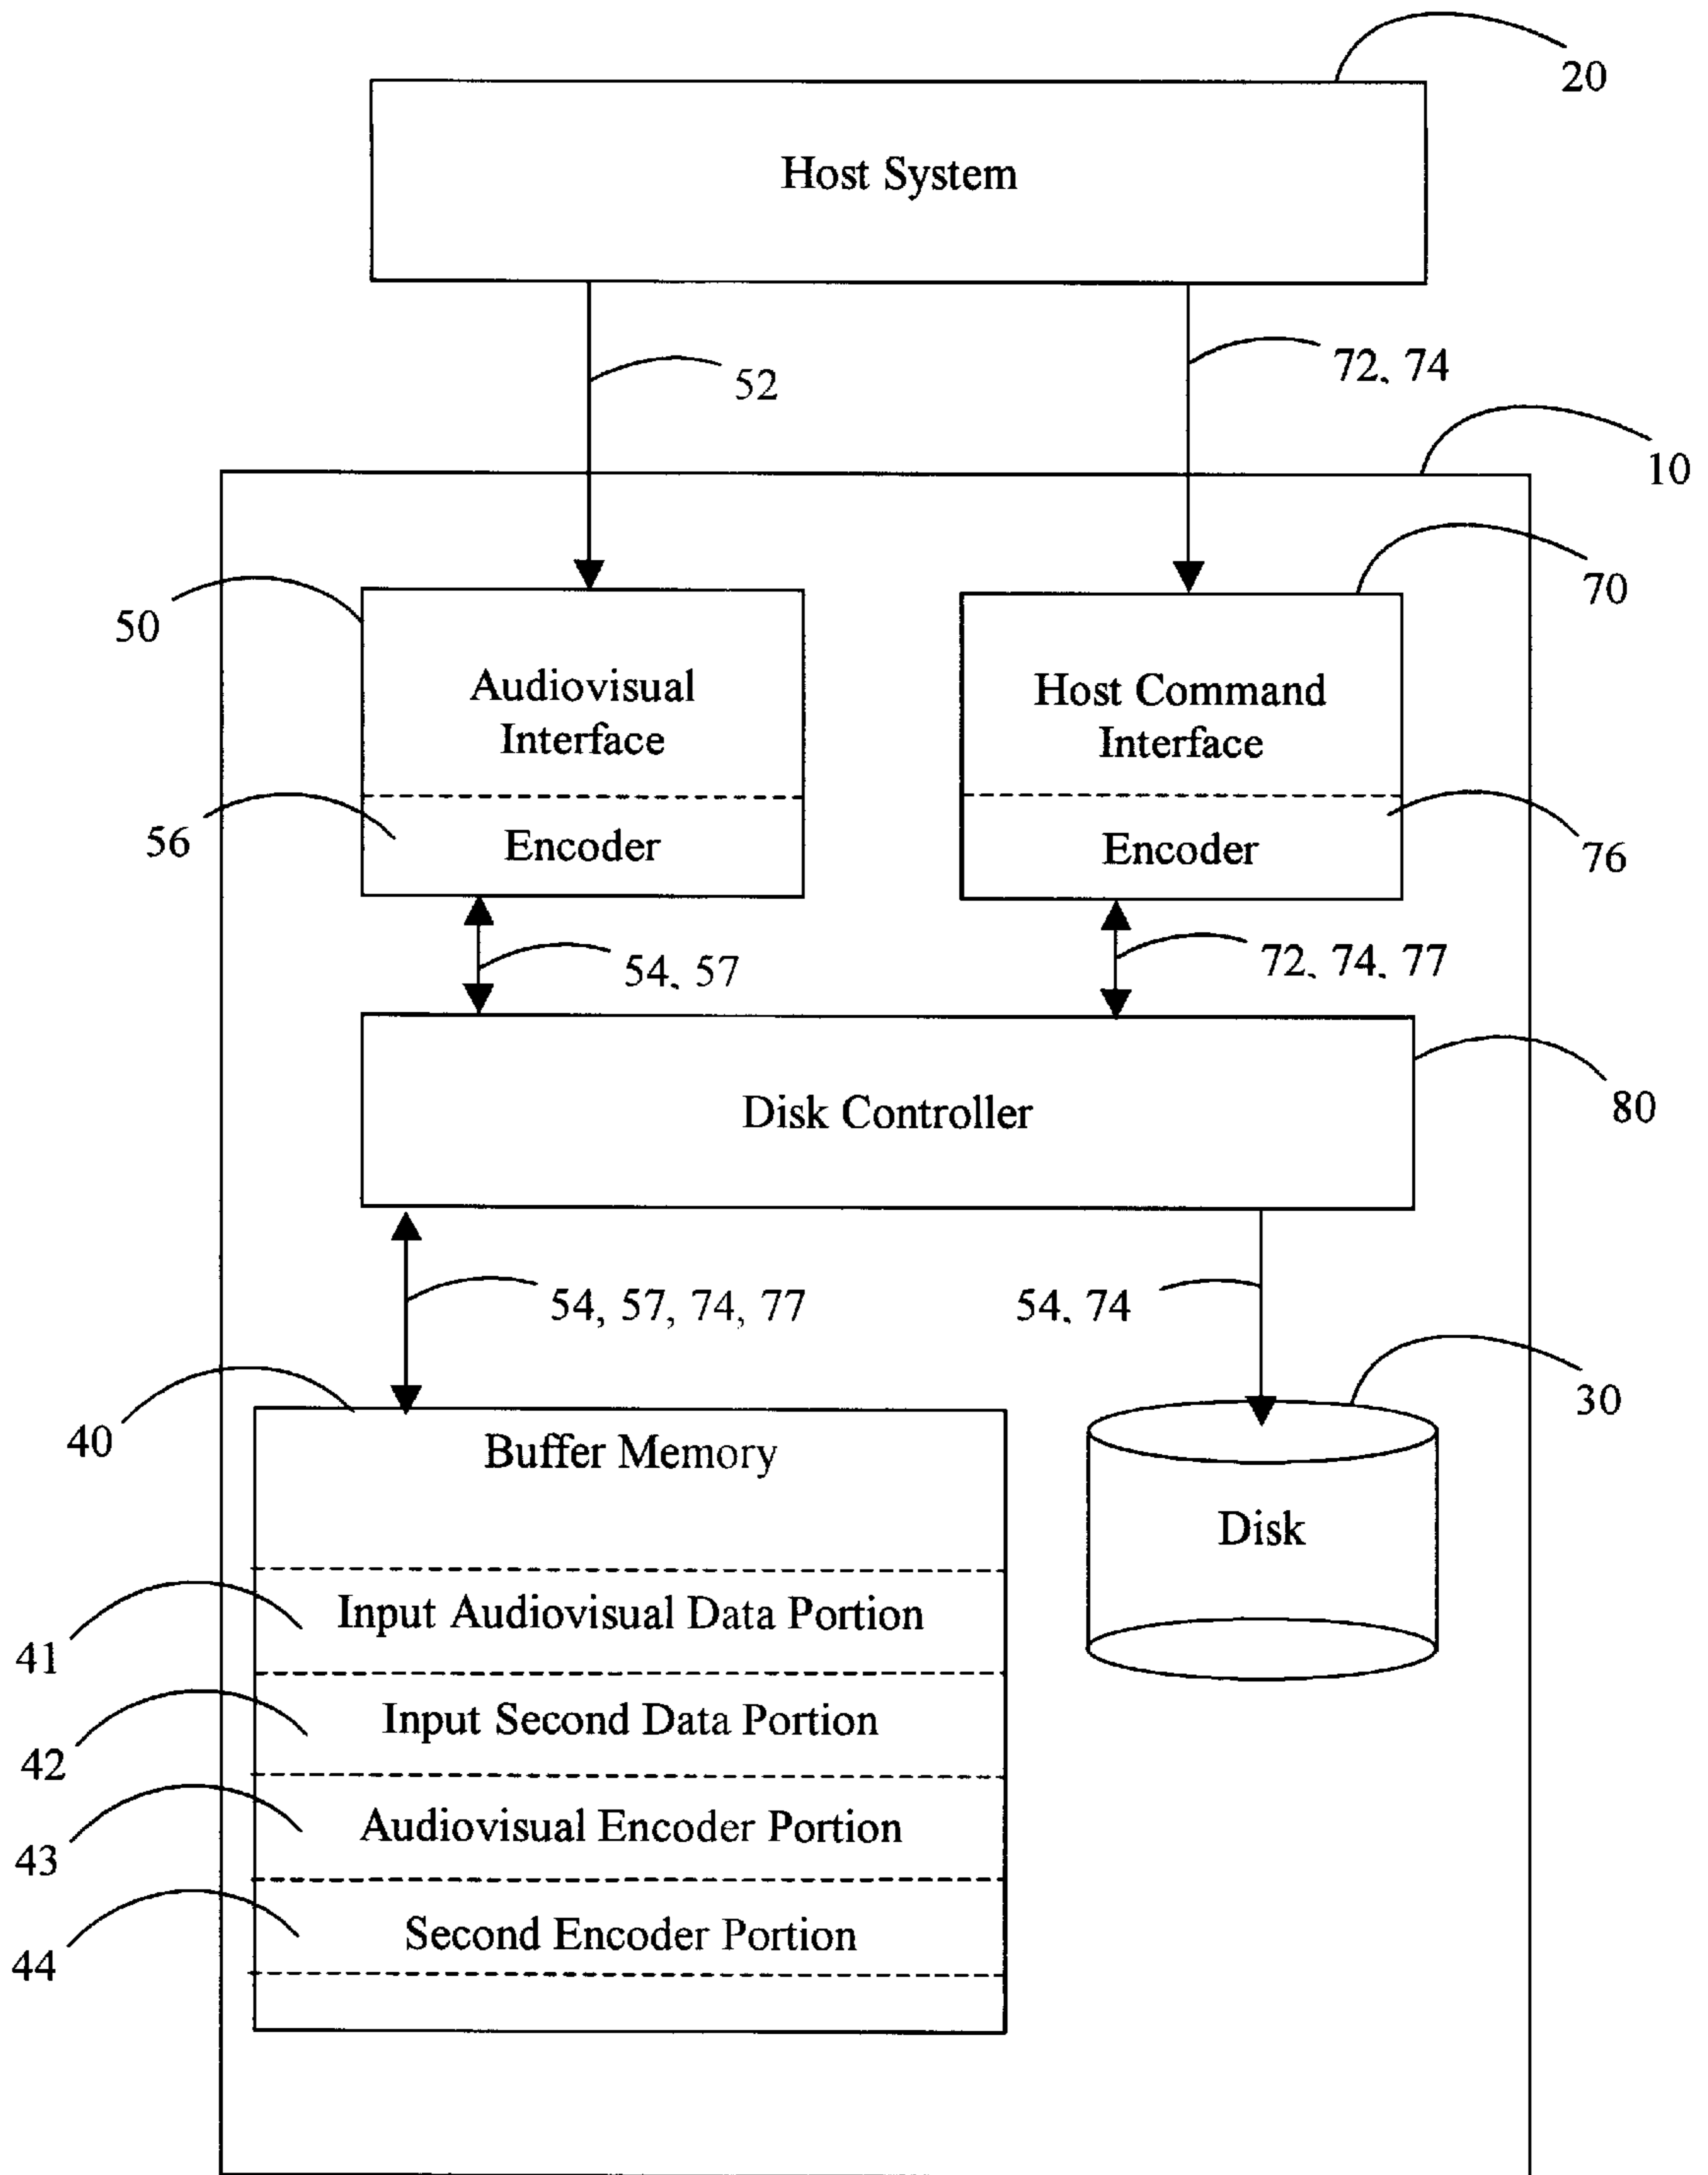 20
Host System
52
72, 74
10
50
70
Audiovisual
Interface
Host Command
Interface
56
Encoder
Encoder
76
54, 57
72, 74, 77
Disk Controller
80
54, 57, 74, 77
54, 74
30
40
Buffer Memory
Disk
Input Audiovisual Data Portion
41
Input Second Data Portion
42
Audiovisual Encoder Portion
43
Second Encoder Portion
44